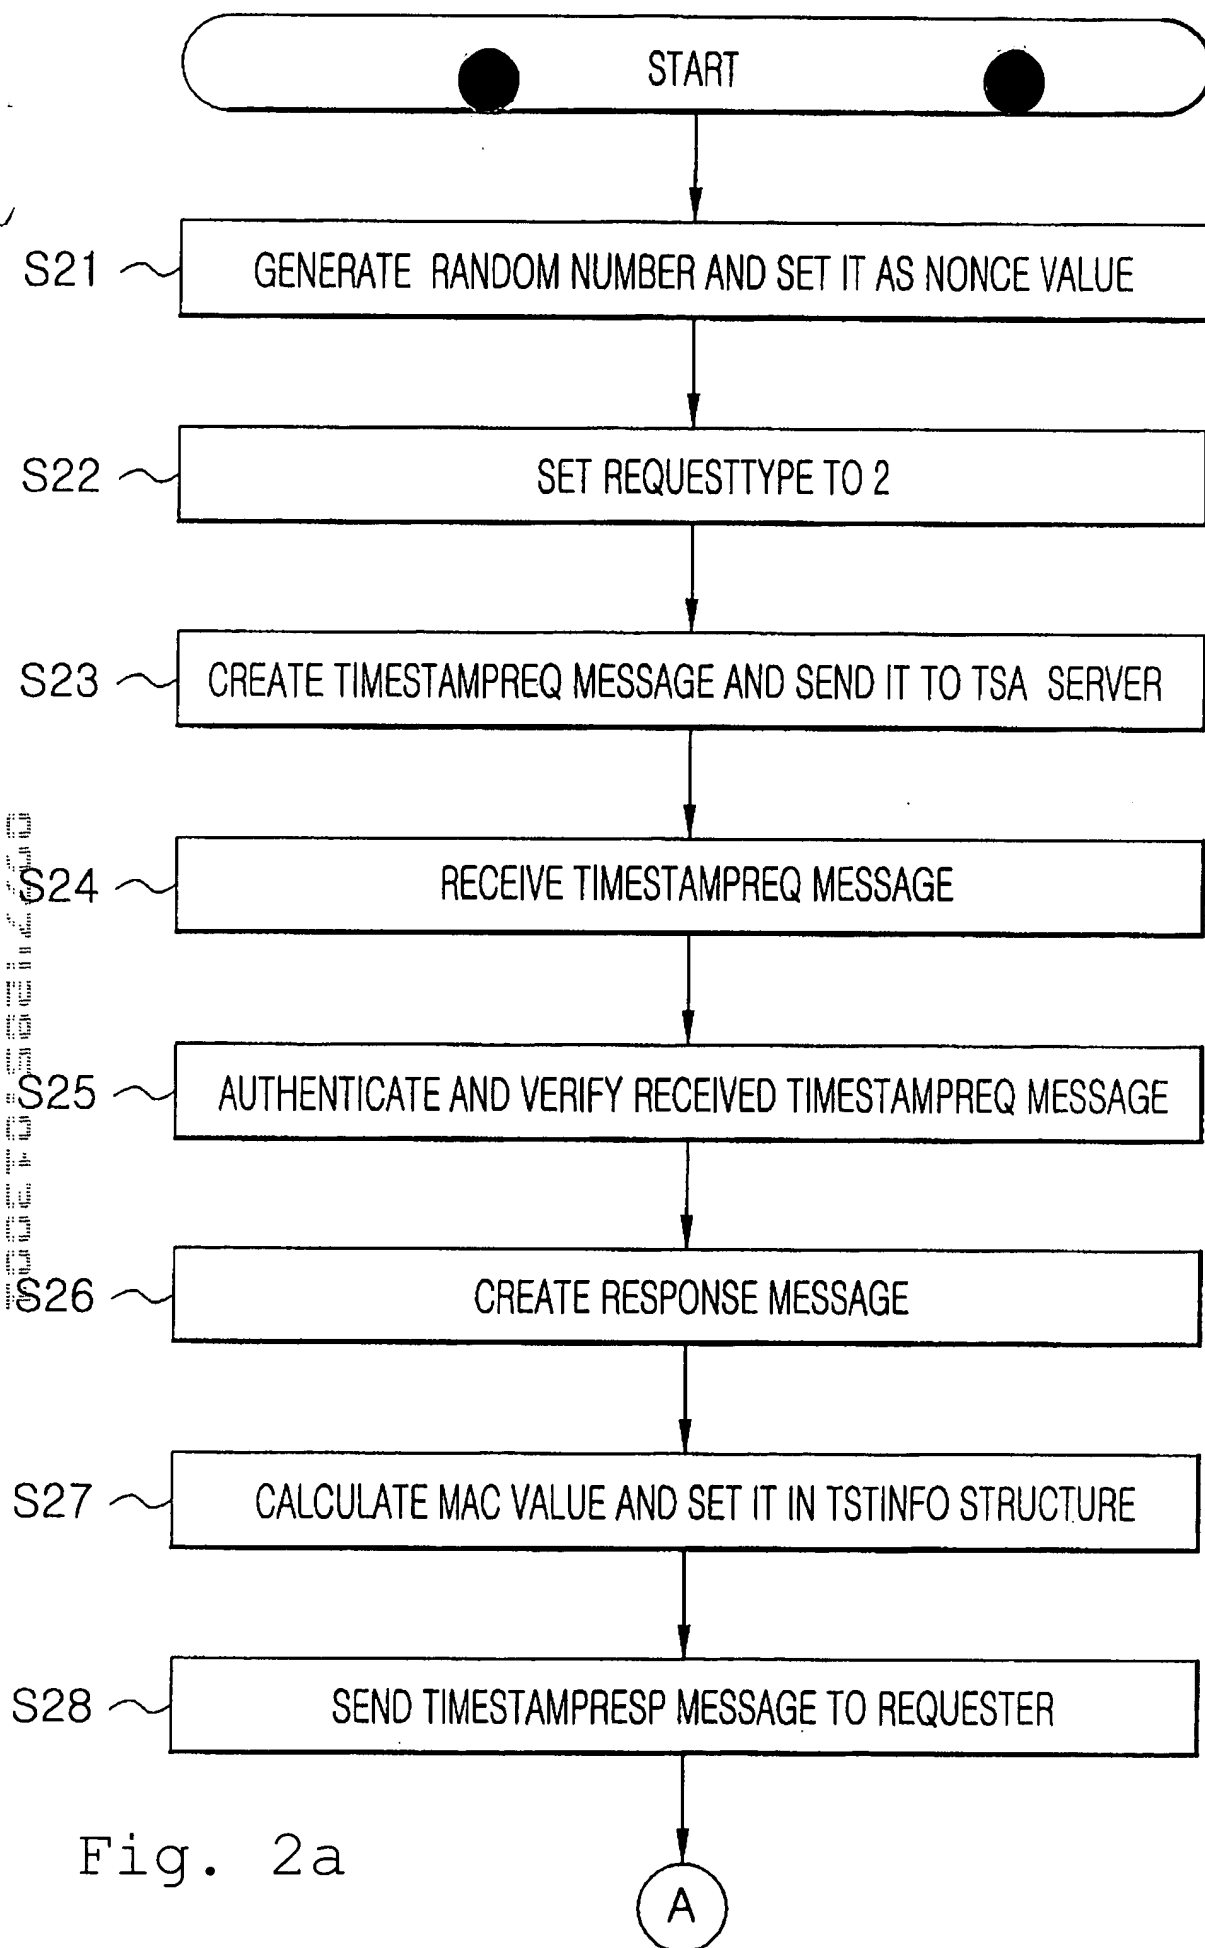 START
S21 GENERATE RANDOM NUMBER AND SET IT AS NONCE VALUE
S22 SET REQUESTTYPE TO 2
S23 CREATE TIMESTAMPREQ MESSAGE AND SEND IT TO TSA SERVER
S24 RECEIVE TIMESTAMPREQ MESSAGE
S25 AUTHENTICATE AND VERIFY RECEIVED TIMESTAMPREQ MESSAGE
S26 CREATE RESPONSE MESSAGE
S27 CALCULATE MAC VALUE AND SET IT IN TSTINFO STRUCTURE
S28 SEND TIMESTAMPRESP MESSAGE TO REQUESTER
Fig. 2a
A